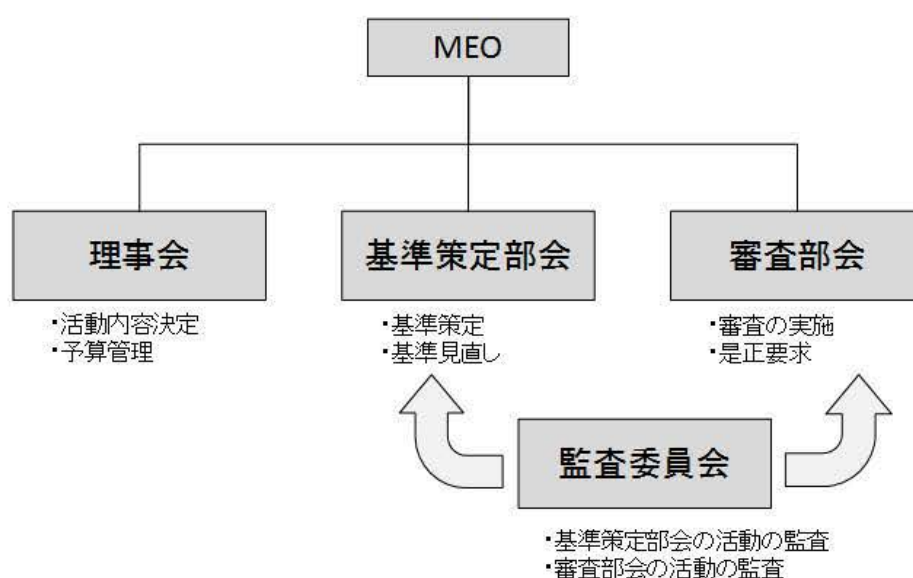 MEO
理事会
・活動内容決定
・予算管理
基準策定部会
・基準策定
・基準見直し
審査部会
・審査の実施
・是正要求
監査委員会
・基準策定部会の活動の監査
・審査部会の活動の監査